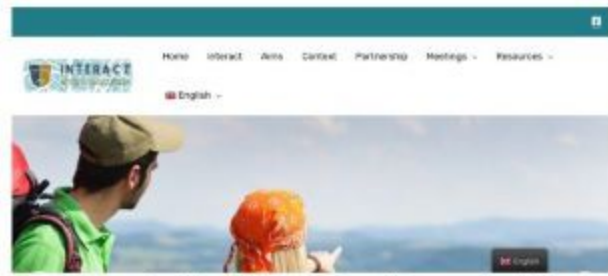 INTERACT
Home Interact Aims Context Partnership Meetings Resources
English
English